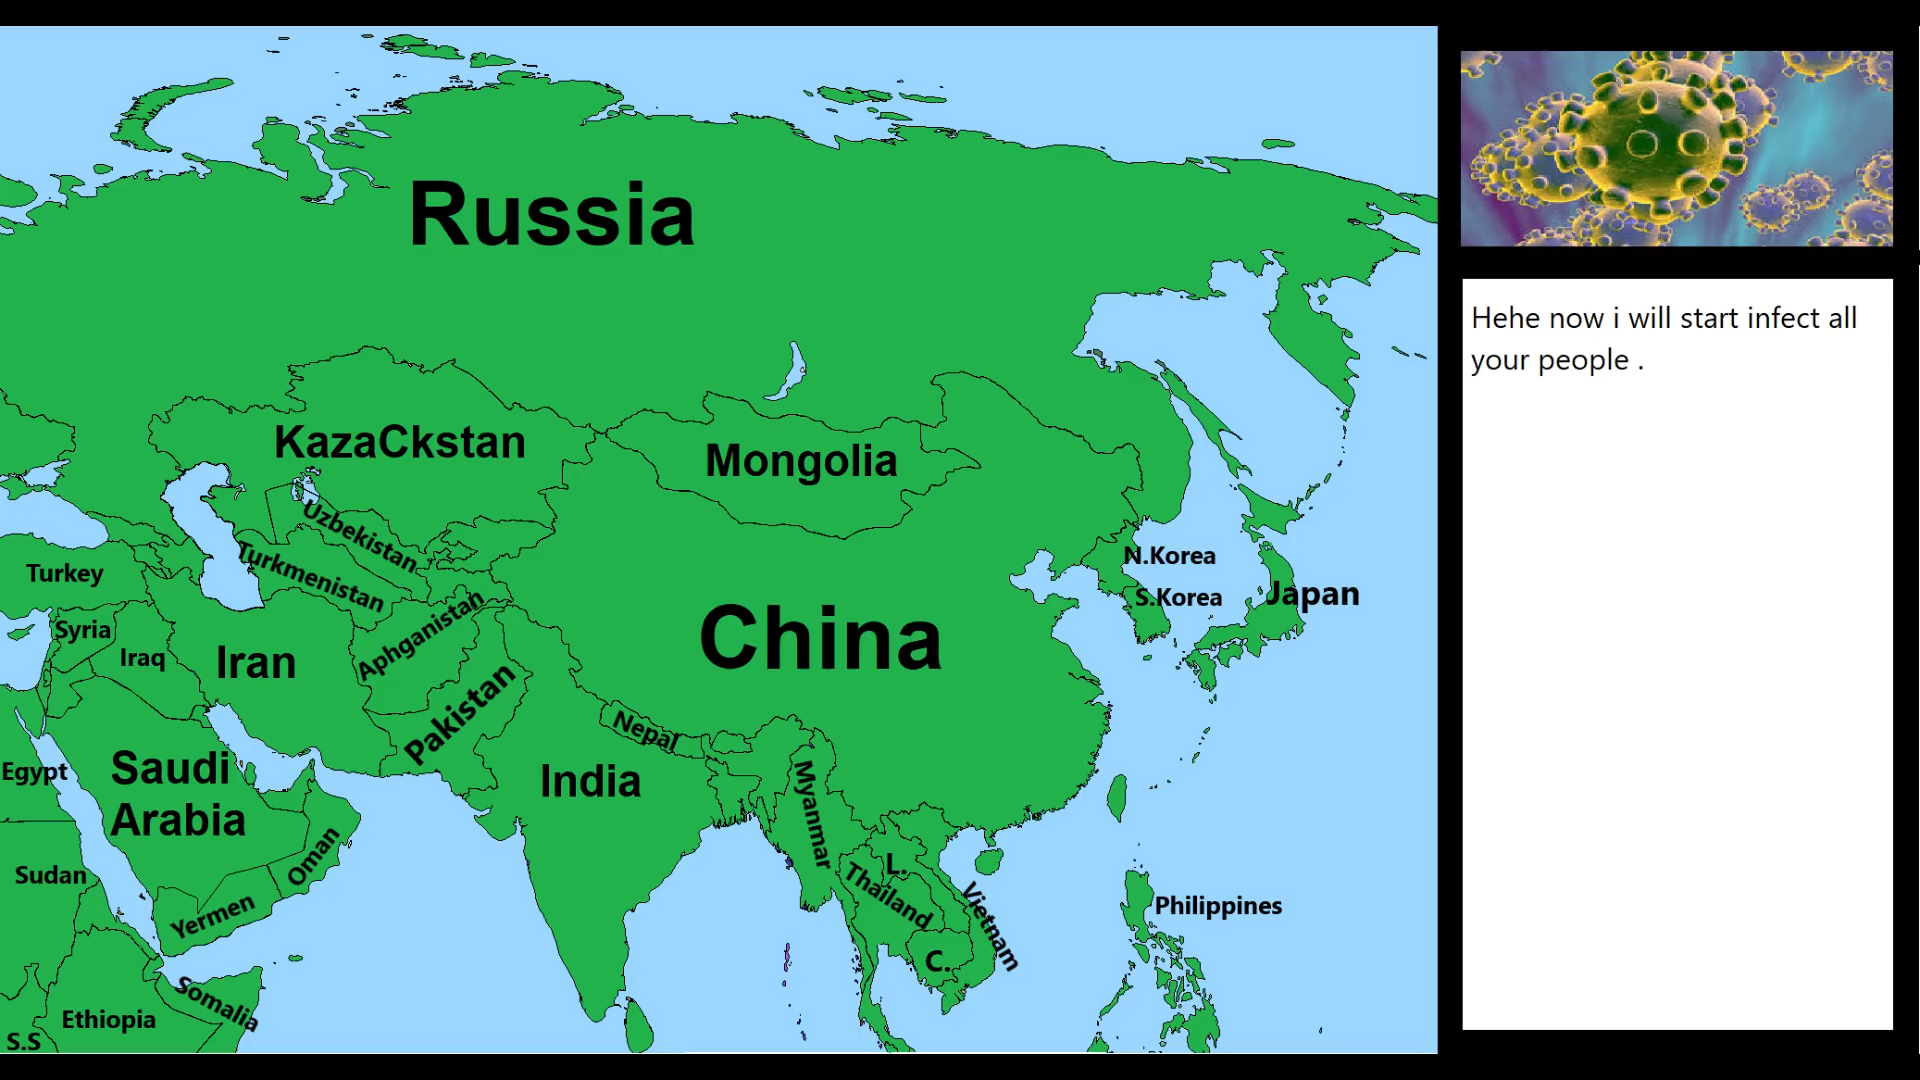 Russia
Hehe now i will start infect all
your people .
KazaCkstan
Mongolia
Uzbekistan
Turkmenistan
N.Korea
Turkey
S.Korea
Japan
Aphganistan
Syria
Iraq
Iran
China
Pakistan
Nepal
Egypt
Saudi
Arabia
India
Myanmar
Oman
Sudan
L.
Thailand
Vietnam
Philippines
Yermen
C.
Somalia
Ethiopia
S.S